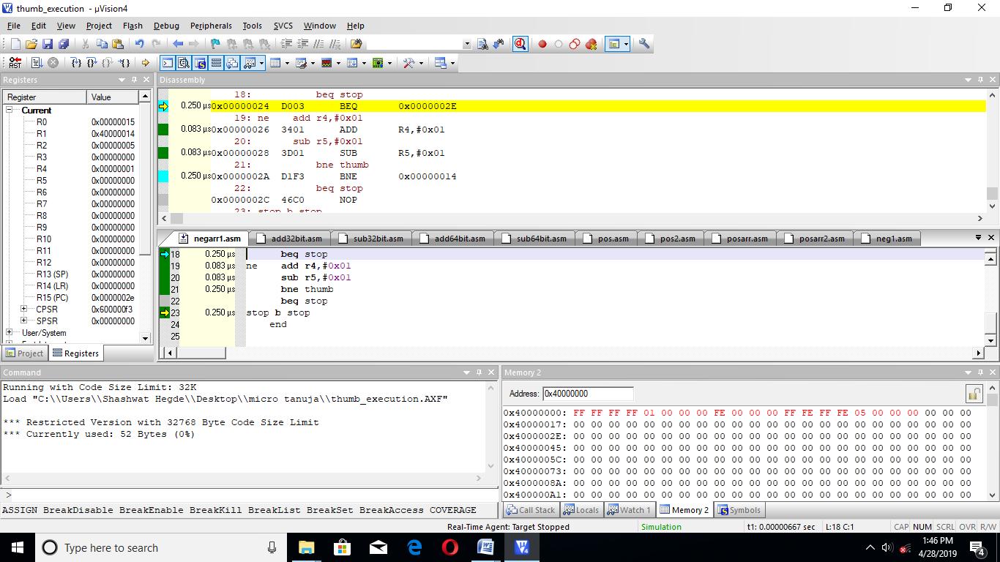 thumb_execution - µVision4
File Edit View Project Flash Debug Peripherals Tools SVCS Window Help
RST
Registers
Register Value
Current
R0 0x00000015
R1 0x40000014
R2 0x00000005
R3 0x00000000
R4 0x00000001
R5 0x00000000
R6 0x00000000
R7 0x00000000
R8 0x00000000
R9 0x00000000
R10 0x00000000
R11 0x00000000
R12 0x00000000
R13 (SP) 0x00000000
R14 (LR) 0x00000000
R15 (PC) 0x0000002e
CPSR 0x600000f3
SPSR 0x00000000
User/System
Project Registers
Disassembly
18: beq stop
0.250 µs 0x00000024 D003 BEQ 0x0000002E
19: ne add r4,#0x01
0.083 µs 0x00000026 3401 ADD R4,#0x01
20: sub r5,#0x01
0.083 µs 0x00000028 3D01 SUB R5,#0x01
21: bne thumb
0.250 µs 0x0000002A D1F3 BNE 0x00000014
22: beq stop
0x0000002C 46C0 NOP
23: stop b stop
negarr1.asm add32bit.asm sub32bit.asm add64bit.asm sub64bit.asm pos.asm pos2.asm posarr.asm posarr2.asm neg1.asm
18 0.250 µs beq stop
19 0.083 µs ne add r4,#0x01
20 0.083 µs sub r5,#0x01
21 0.250 µs bne thumb
22 beq stop
23 0.250 µs stop b stop
24 end
25
Command
Running with Code Size Limit: 32K
Load "C:\\Users\\Shashwat Hegde\\Desktop\\micro tanuja\\thumb_execution.AXF"
*** Restricted Version with 32768 Byte Code Size Limit
*** Currently used: 52 Bytes (0%)
>
ASSIGN BreakDisable BreakEnable BreakKill BreakList BreakSet BreakAccess COVERAGE
Memory 2
Address: 0x40000000
0x40000000: FF FF FF FF 01 00 00 00 FE 00 00 00 FF FE FF FE 05 00 00 00 00 00 00
0x40000017: 00 00 00 00 00 00 00 00 00 00 00 00 00 00 00 00 00 00 00 00 00 00 00
0x4000002E: 00 00 00 00 00 00 00 00 00 00 00 00 00 00 00 00 00 00 00 00 00 00 00
0x40000045: 00 00 00 00 00 00 00 00 00 00 00 00 00 00 00 00 00 00 00 00 00 00 00
0x4000005C: 00 00 00 00 00 00 00 00 00 00 00 00 00 00 00 00 00 00 00 00 00 00 00
0x40000073: 00 00 00 00 00 00 00 00 00 00 00 00 00 00 00 00 00 00 00 00 00 00 00
0x4000008A: 00 00 00 00 00 00 00 00 00 00 00 00 00 00 00 00 00 00 00 00 00 00 00
0x400000A1: 00 00 00 00 00 00 00 00 00 00 00 00 00 00 00 00 00 00 00 00 00 00 00
Call Stack Locals Watch 1 Memory 2 Symbols
Real-Time Agent: Target Stopped Simulation t1: 0.00000667 sec L:18 C:1 CAP NUM SCRL OVR R/W
Type here to search
1:46 PM
4/28/2019
4